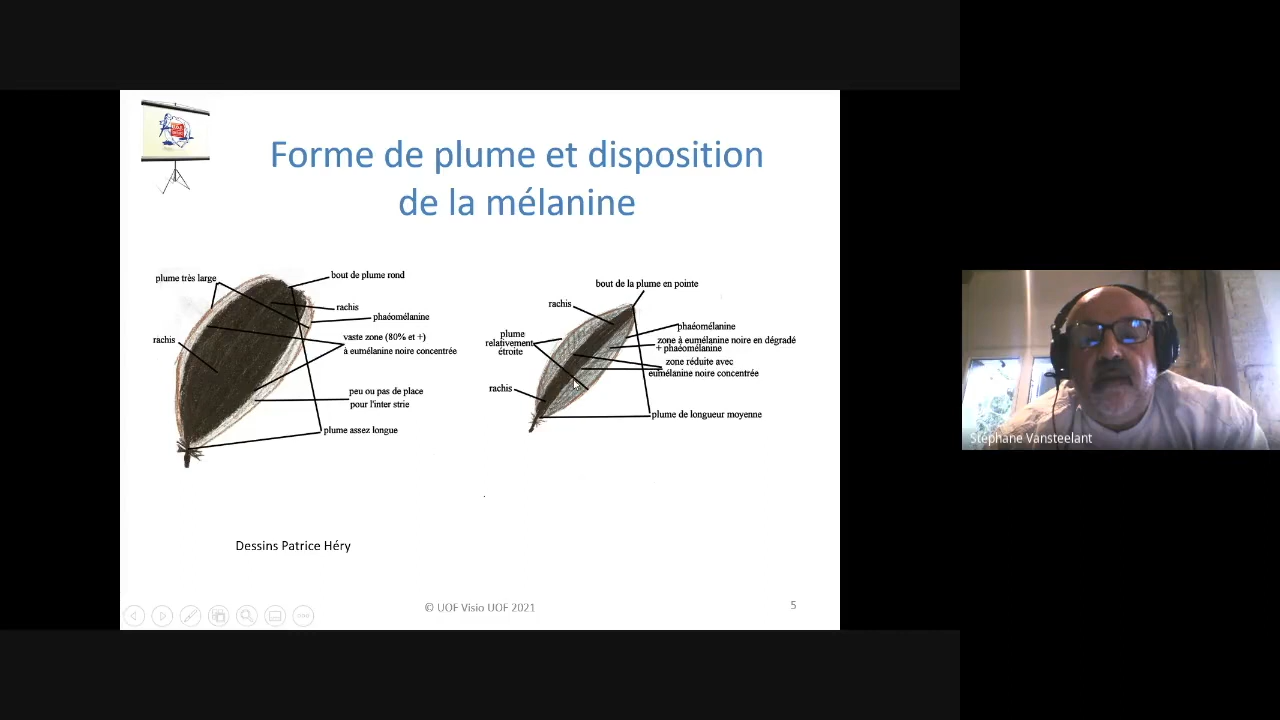 Forme de plume et disposition
de la mélanine
plume très large
bout de plume rond
rachis
phaéomélanine
rachis
vaste zone (80% et +)
à eumélanine noire concentrée
peu ou pas de place
pour l'inter strie
plume assez longue
bout de la plume en pointe
rachis
plume
relativement
étroite
phaéomélanine
zone à eumélanine noire en dégradé
+ phaéomélanine
zone réduite avec
eumélanine noire concentrée
rachis
plume de longueur moyenne
Dessins Patrice Héry
© UOF Visio UOF 2021
5
Stéphane Vansteelant